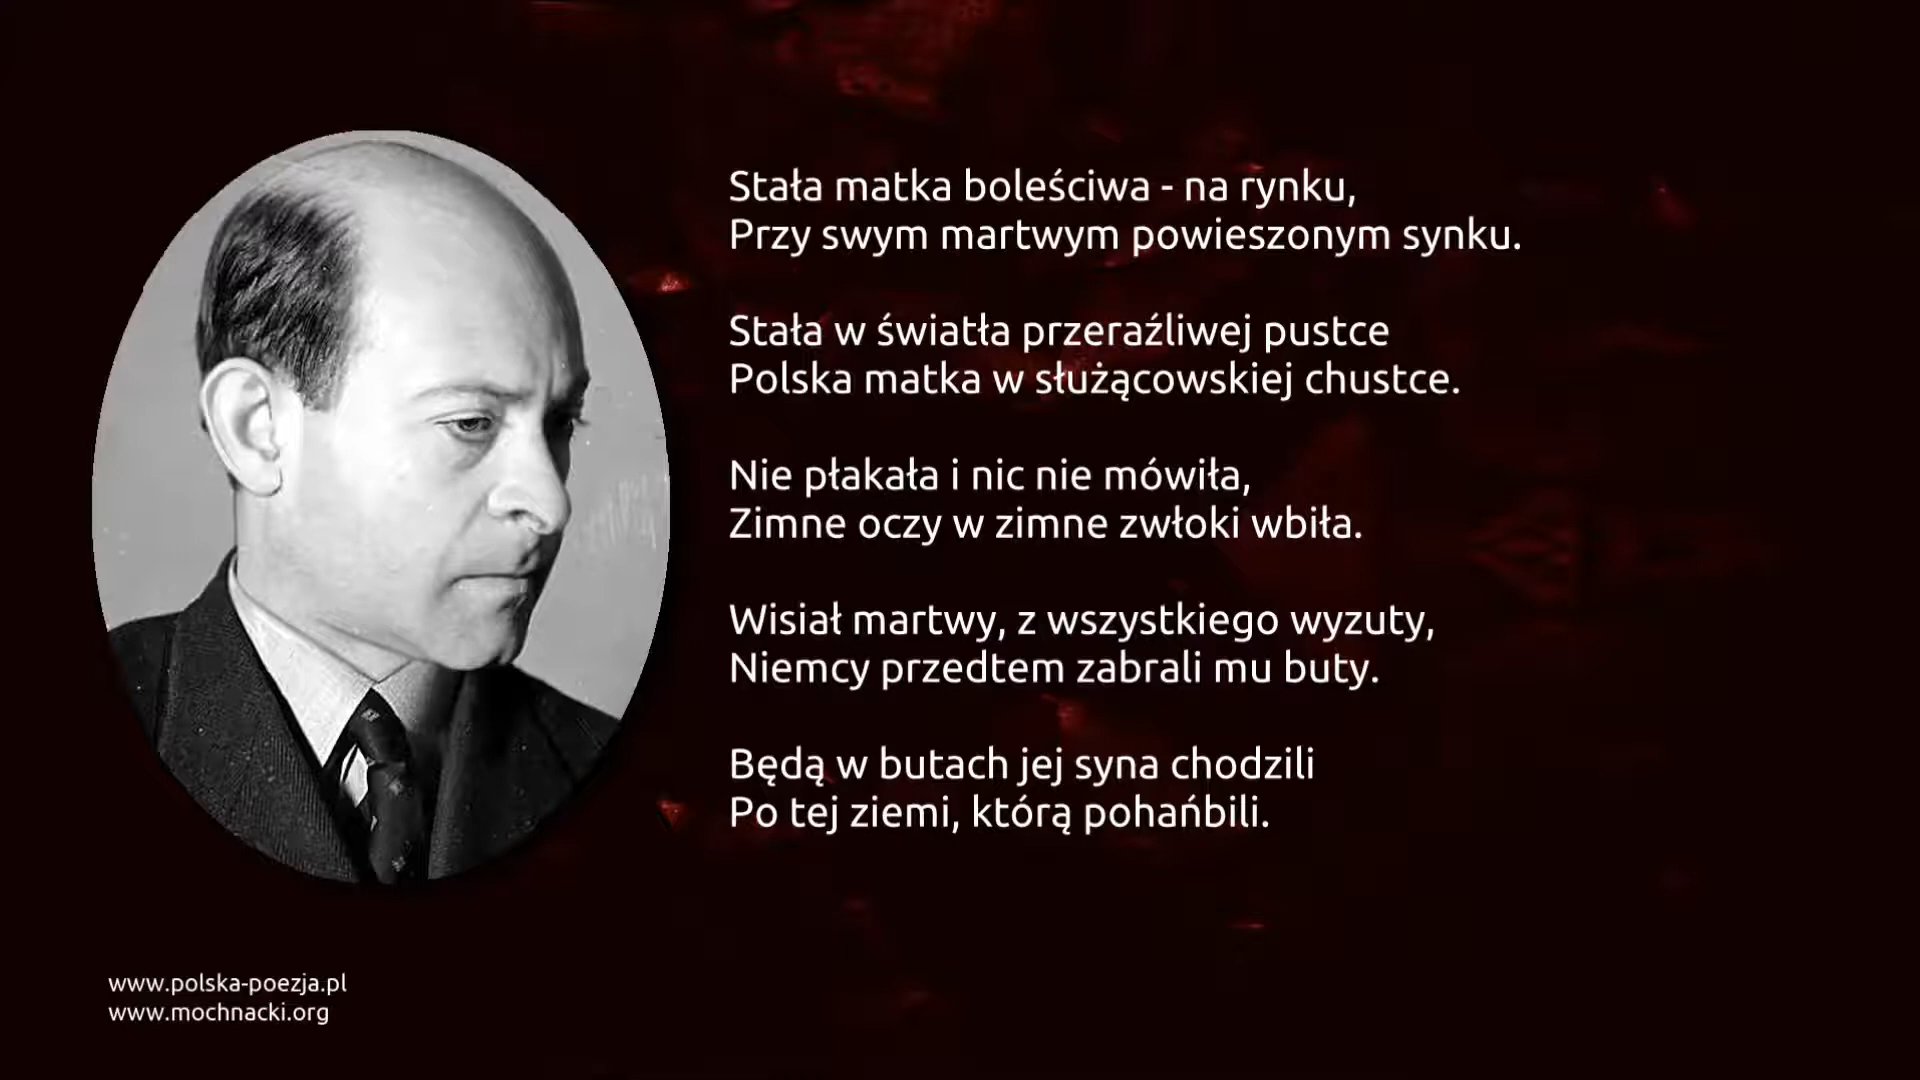 Stała matka boleściwa - na rynku,
Przy swym martwym powieszonym synku.
Stała w światła przeraźliwej pustce
Polska matka w służącowskiej chustce.
Nie płakała i nic nie mówiła,
Zimne oczy w zimne zwłoki wbiła.
Wisiał martwy, z wszystkiego wyzuty,
Niemcy przedtem zabrali mu buty.
Będą w butach jej syna chodzili
Po tej ziemi, którą pohańbili.
www.polska-poezja.pl
www.mochnacki.org